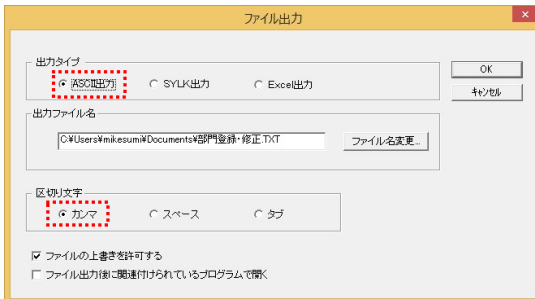 ファイル出力
出力タイプ
ASCII出力 SYLK出力 Excel出力
OK
キャンセル
出力ファイル名
C:¥Users¥mikesumi¥Documents¥部門登録・修正.TXT ファイル名変更...
区切り文字
カンマ スペース タブ
ファイルの上書きを許可する
ファイル出力後に関連付けられているプログラムで開く